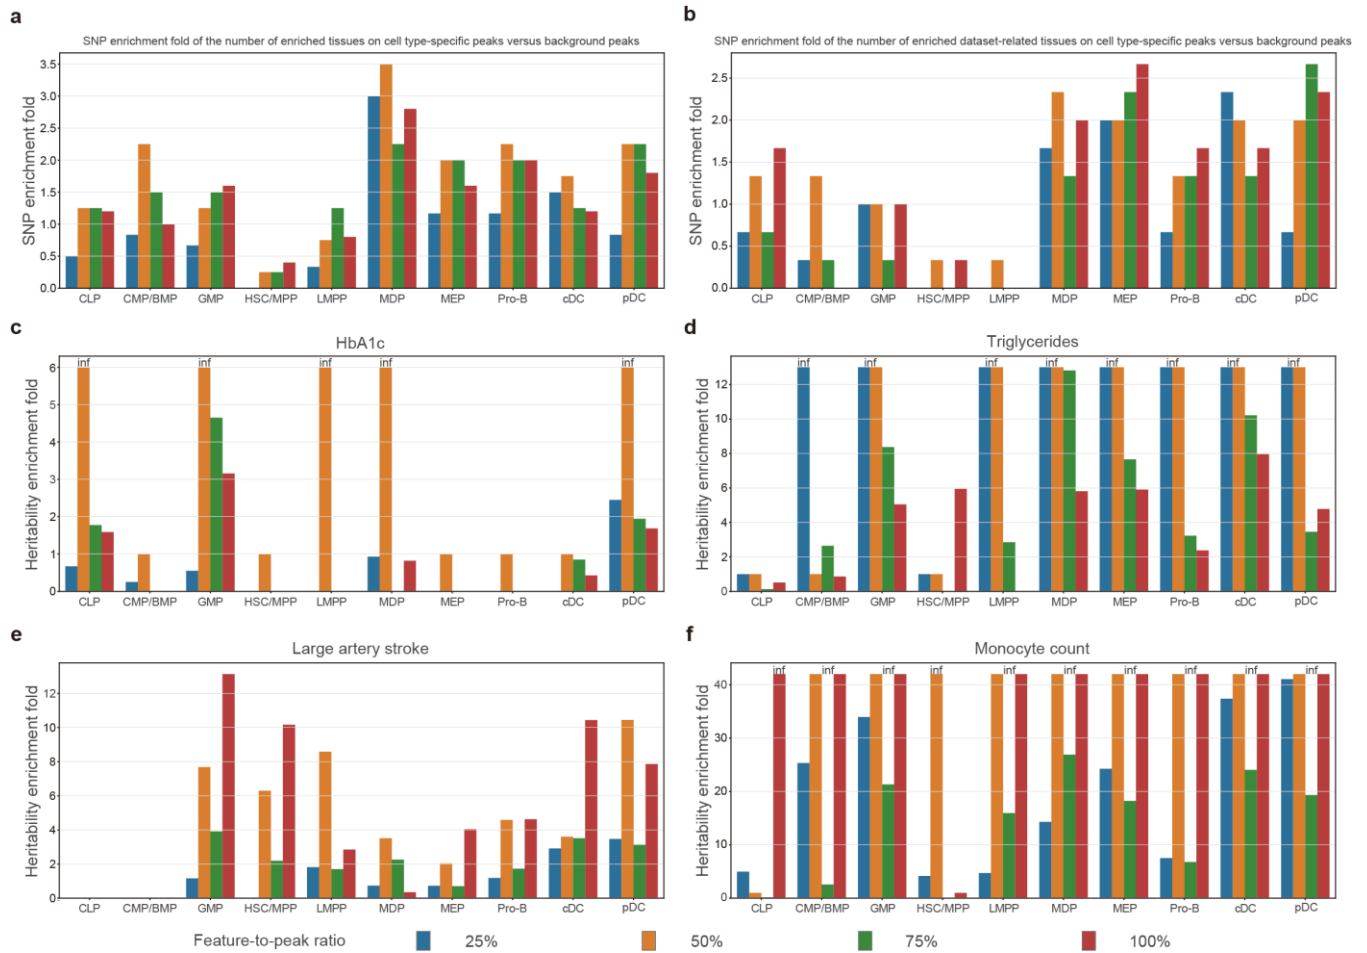 a
SNP enrichment fold of the number of enriched tissues on cell type-specific peaks versus background peaks
SNP enrichment fold
3.5
3.0
2.5
2.0
1.5
1.0
0.5
0.0
CLP CMP/BMP GMP HSC/MPP LMPP MDP MEP Pro-B cDC pDC
b
SNP enrichment fold of the number of enriched dataset-related tissues on cell type-specific peaks versus background peaks
SNP enrichment fold
2.5
2.0
1.5
1.0
0.5
0.0
CLP CMP/BMP GMP HSC/MPP LMPP MDP MEP Pro-B cDC pDC
c
HbA1c
Heritability enrichment fold
inf inf inf inf inf
6
5
4
3
2
1
0
CLP CMP/BMP GMP HSC/MPP LMPP MDP MEP Pro-B cDC pDC
d
Triglycerides
Heritability enrichment fold
inf inf inf inf inf inf inf inf
12
10
8
6
4
2
0
CLP CMP/BMP GMP HSC/MPP LMPP MDP MEP Pro-B cDC pDC
e
Large artery stroke
Heritability enrichment fold
12
10
8
6
4
2
0
CLP CMP/BMP GMP HSC/MPP LMPP MDP MEP Pro-B cDC pDC
f
Monocyte count
Heritability enrichment fold
inf inf inf inf inf inf inf inf inf inf
40
30
20
10
0
CLP CMP/BMP GMP HSC/MPP LMPP MDP MEP Pro-B cDC pDC
Feature-to-peak ratio 25% 50% 75% 100%